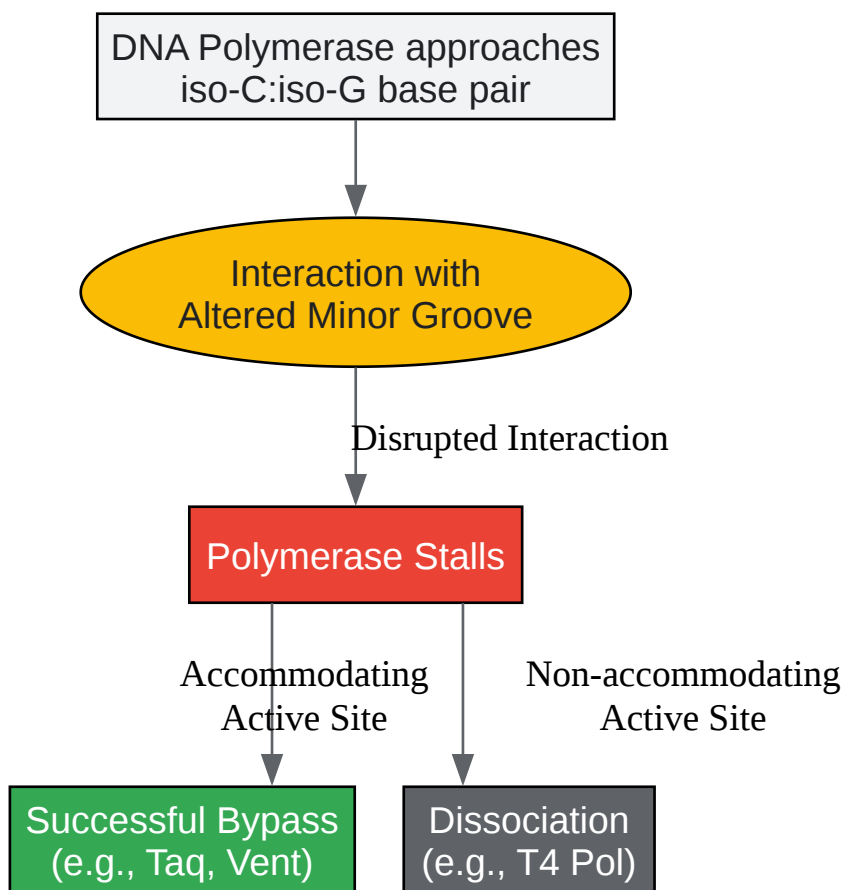 DNA Polymerase approaches
iso-C:iso-G base pair
Interaction with
Altered Minor Groove
Disrupted Interaction
Polymerase Stalls
Accommodating
Active Site
Non-accommodating
Active Site
Successful Bypass
(e.g., Taq, Vent)
Dissociation
(e.g., T4 Pol)